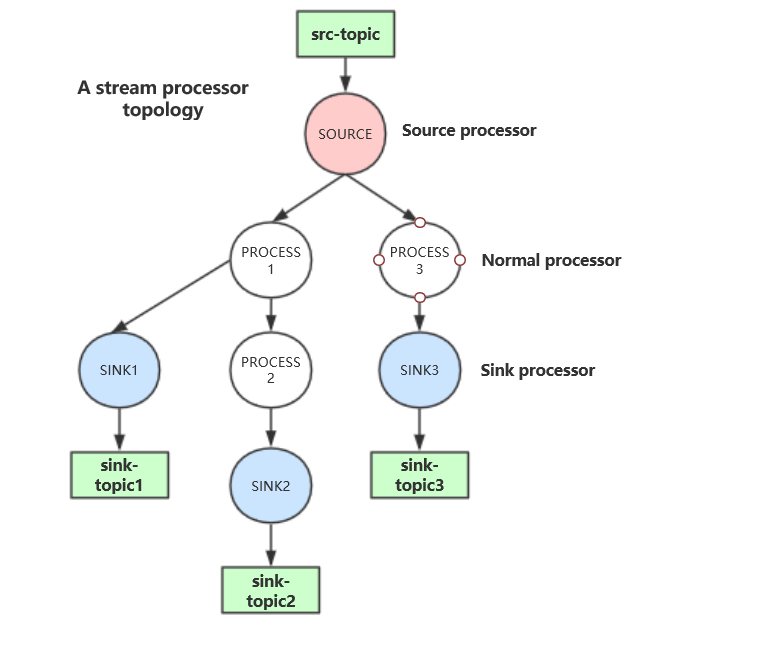 src-topic
A stream processor
topology
SOURCE
Source processor
PROCESS
1
PROCESS
3
Normal processor
SINK1
PROCESS
2
SINK3
Sink processor
sink-
topic1
sink-
topic3
SINK2
sink-
topic2